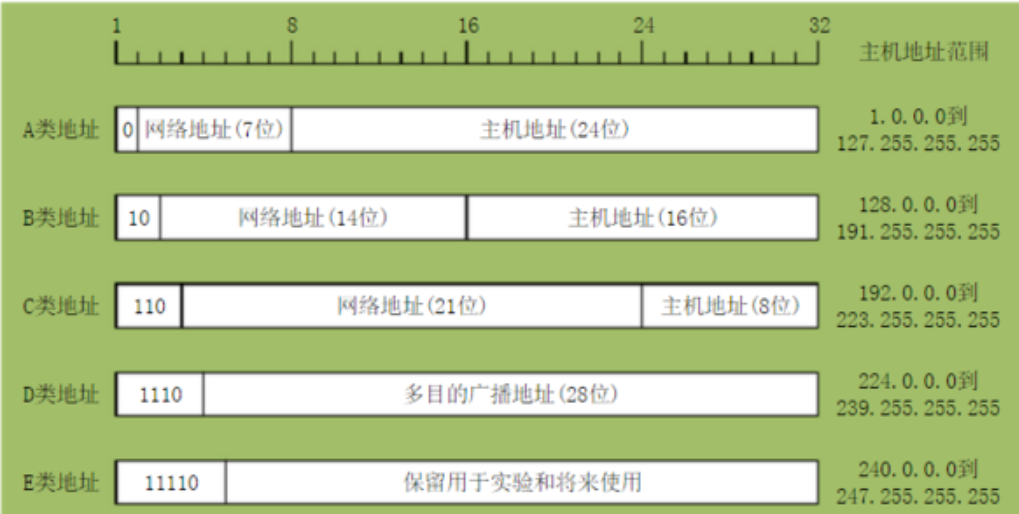 1 8 16 24 32
主机地址范围
A类地址 0 网络地址(7位) 主机地址(24位) 1.0.0.0到
127.255.255.255
B类地址 10 网络地址(14位) 主机地址(16位) 128.0.0.0到
191.255.255.255
C类地址 110 网络地址(21位) 主机地址(8位) 192.0.0.0到
223.255.255.255
D类地址 1110 多目的广播地址(28位) 224.0.0.0到
239.255.255.255
E类地址 11110 保留用于实验和将来使用 240.0.0.0到
247.255.255.255